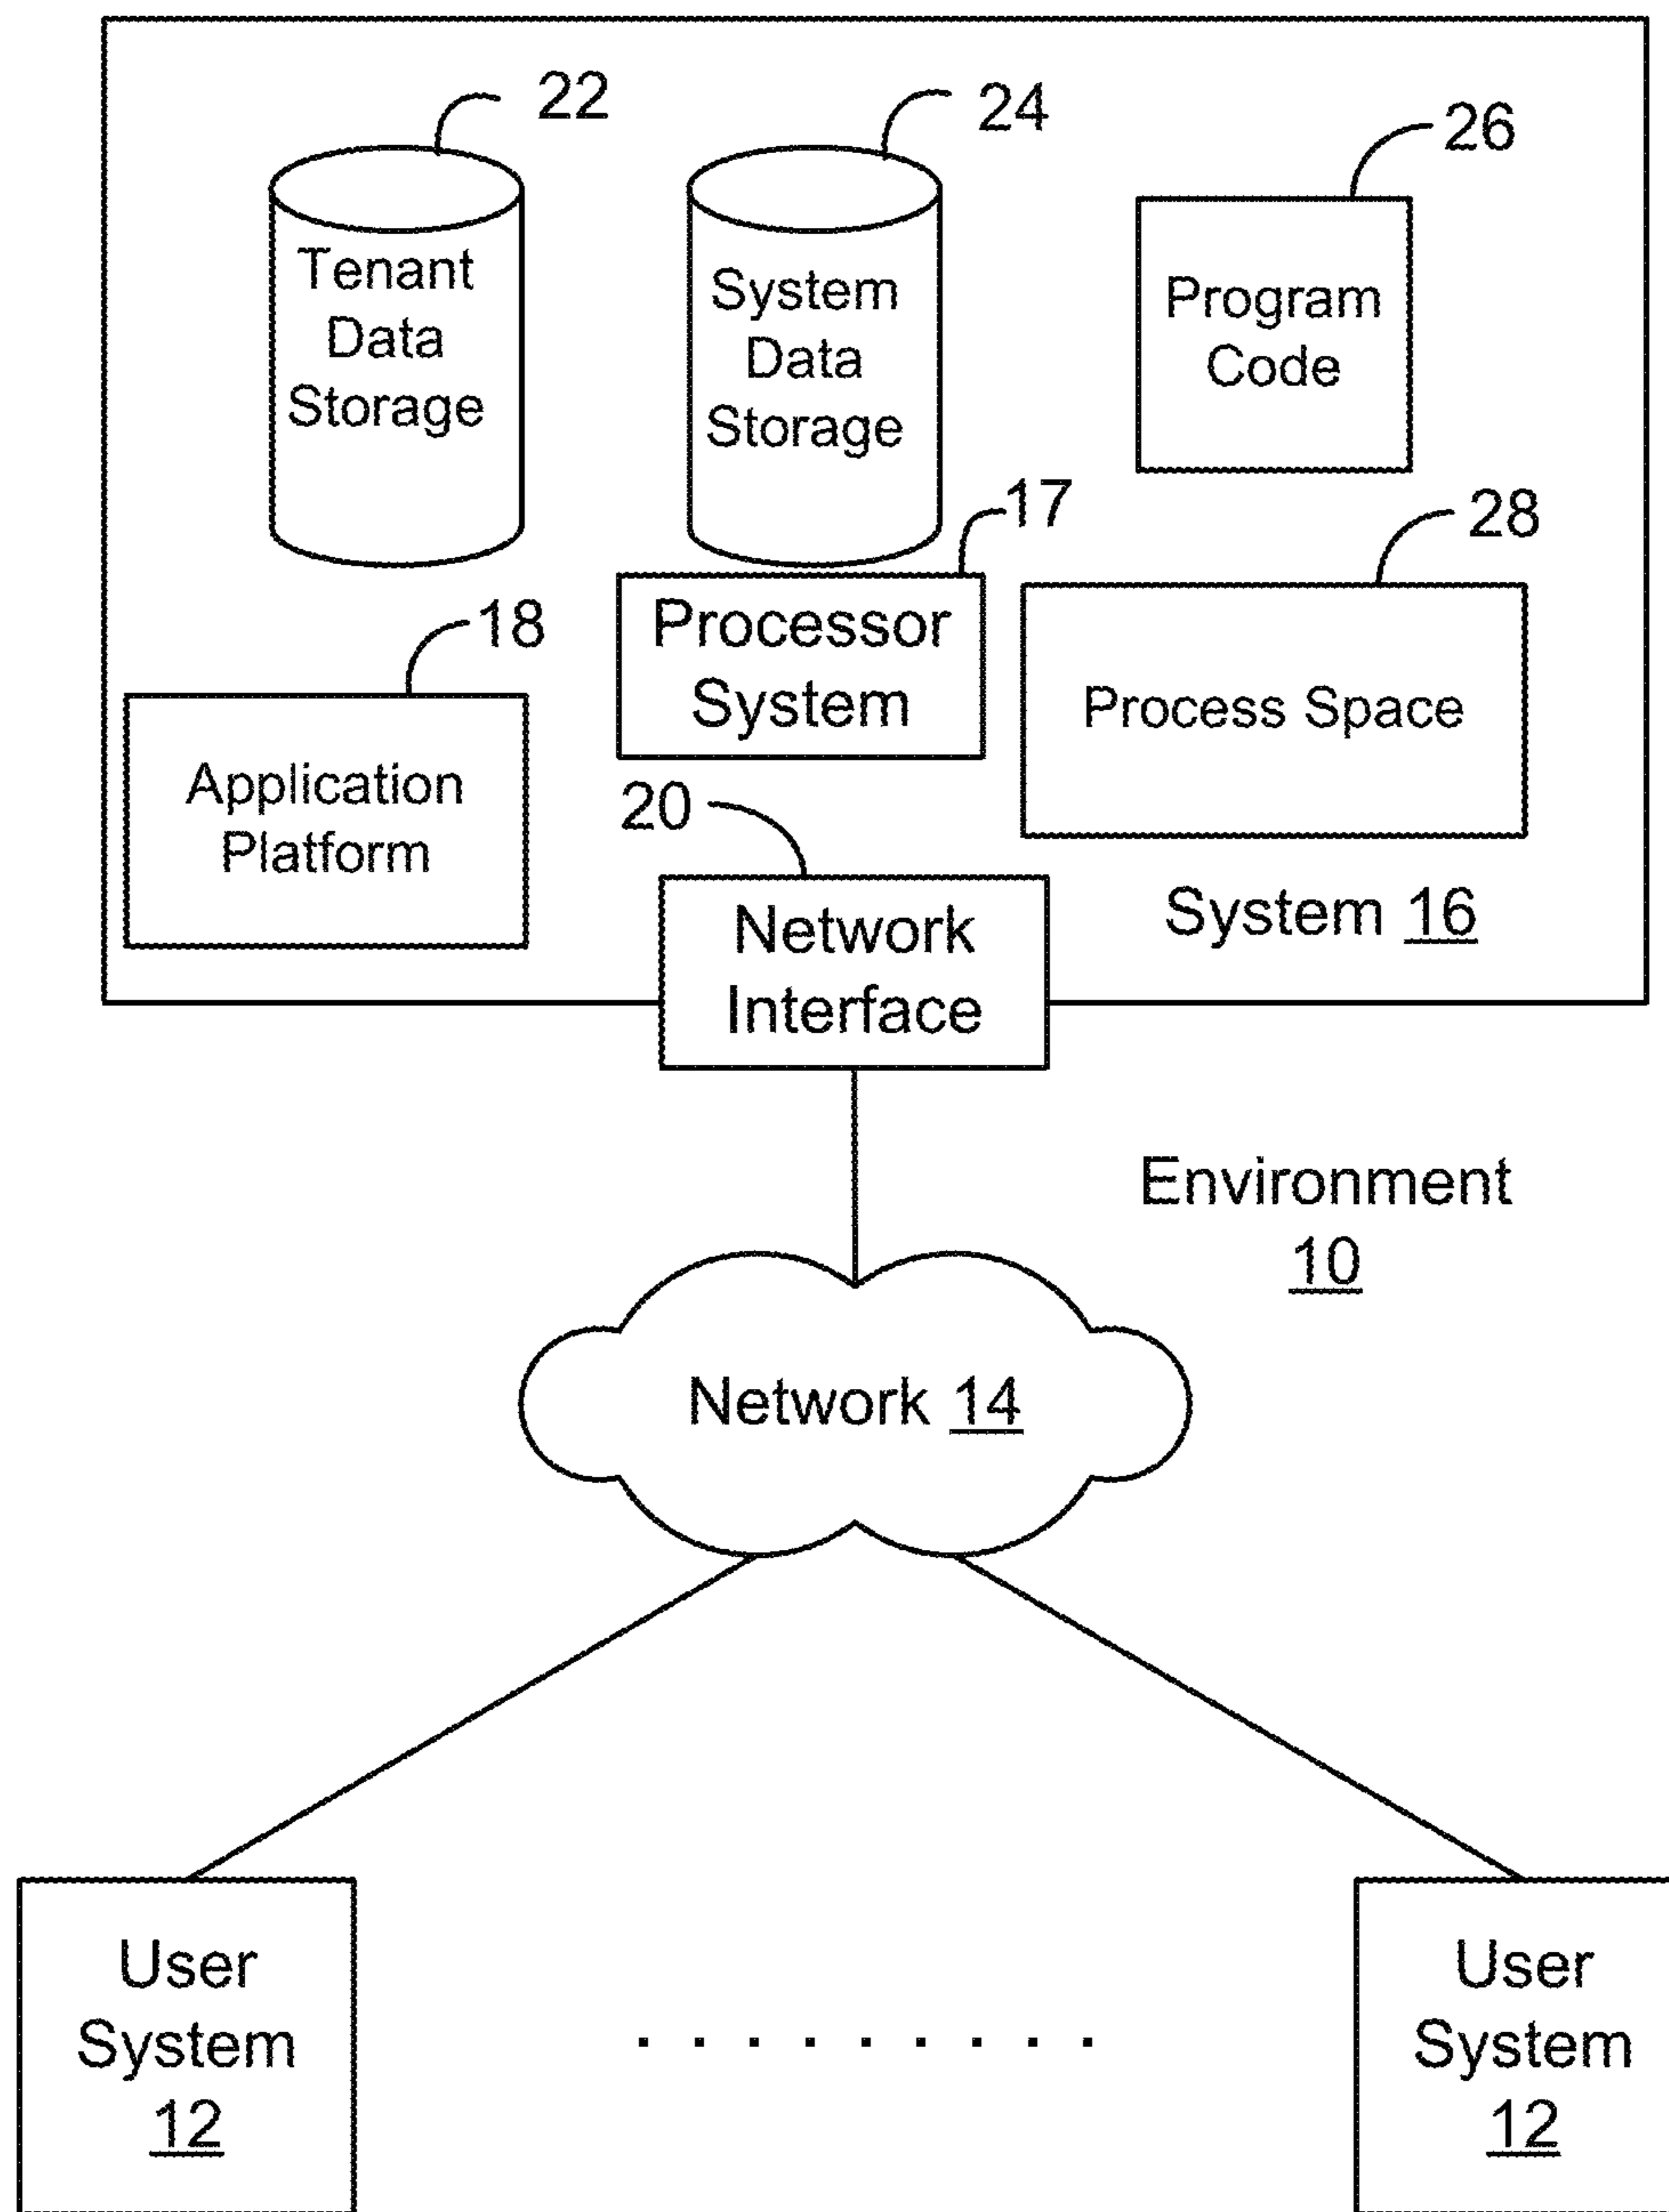 22
24
26
Tenant
Data
Storage
System
Data
Storage
Program
Code
17
28
18
Processor
System
Process Space
Application
Platform
20
Network
Interface
System 16
Environment
10
Network 14
User
System
12
. . . . . . . . .
User
System
12